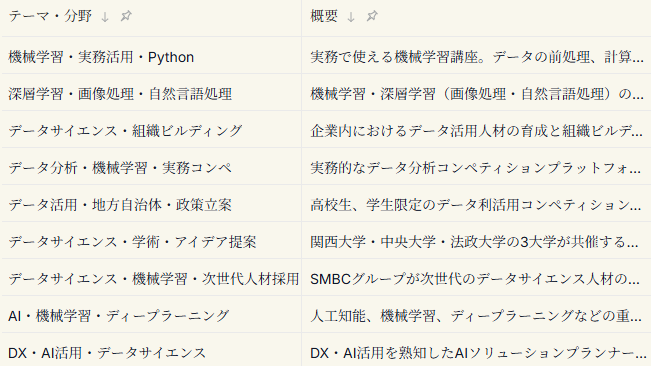 テーマ・分野 ↓ 概要 ↓
機械学習・実務活用・Python 実務で使える機械学習講座。データの前処理、計算...
深層学習・画像処理・自然言語処理 機械学習・深層学習（画像処理・自然言語処理）の...
データサイエンス・組織ビルディング 企業内におけるデータ活用人材の育成と組織ビルデ...
データ分析・機械学習・実務コンペ 実務的なデータ分析コンペティションプラットフォ...
データ活用・地方自治体・政策立案 高校生、学生限定のデータ利活用コンペティション...
データサイエンス・学術・アイデア提案 関西大学・中央大学・法政大学の3大学が共催する...
データサイエンス・機械学習・次世代人材採用 SMBCグループが次世代のデータサイエンス人材の...
AI・機械学習・ディープラーニング 人工知能、機械学習、ディープラーニングなどの重...
DX・AI活用・データサイエンス DX・AI活用を熟知したAIソリューションプランナー...